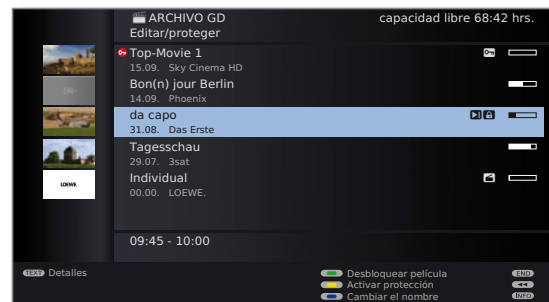 ARCHIVO GD capacidad libre 68:42 hrs.
Editar/proteger
Top-Movie 1
15.09. Sky Cinema HD
Bon(n) jour Berlin
14.09. Phoenix
da capo
31.08. Das Erste
Tagesschau
29.07. 3sat
Individual
00.00. LOEWE.
LOEWE.
09:45 - 10:00
TEXT Detalles
Desbloquear película END
Activar protección
Cambiar el nombre INFO